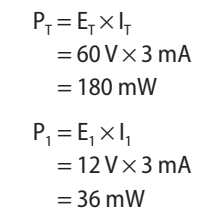 P_T = E_T × I_T
= 60 V × 3 mA
= 180 mW
P_1 = E_1 × I_1
= 12 V × 3 mA
= 36 mW